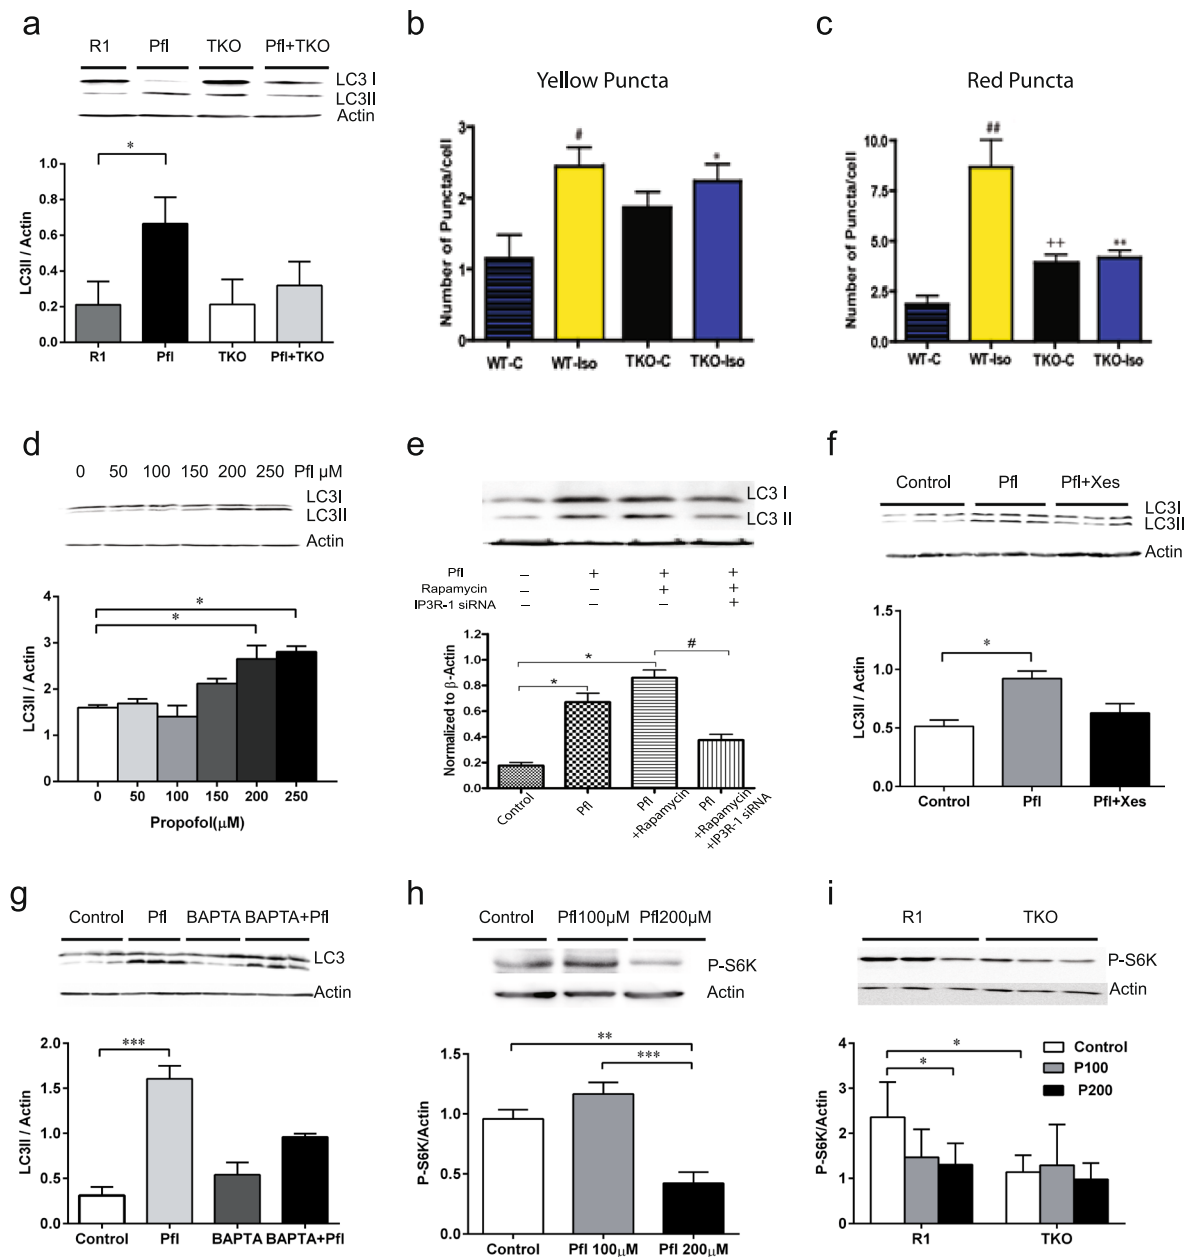 a
R1 Pfl TKO Pfl+TKO
LC3 I
LC3II
Actin
*
LC3II / Actin
1.0
0.8
0.6
0.4
0.2
0.0
R1 Pfl TKO Pfl+TKO
b
Yellow Puncta
Number of Puncta/cell
3
2
1
0
#
*
WT-C WT-Iso TKO-C TKO-Iso
c
Red Puncta
Number of Puncta/cell
10.0
7.5
5.0
2.5
0.0
##
++
**
WT-C WT-Iso TKO-C TKO-Iso
d
0 50 100 150 200 250 Pfl µM
LC3I
LC3II
Actin
*
*
LC3II / Actin
4
3
2
1
0
0 50 100 150 200 250
Propofol(µM)
e
LC3 I
LC3 II
Pfl – + + +
Rapamycin – – + +
IP3R-1 siRNA – – – +
Normalized to β-Actin
1.2
1.0
0.8
0.6
0.4
0.2
0.0
*
*
#
Control
Pfl
Pfl
+Rapamycin
Pfl
+Rapamycin
+IP3R-1 siRNA
f
Control Pfl Pfl+Xes
LC3I
LC3II
Actin
*
LC3II / Actin
1.5
1.0
0.5
0.0
Control Pfl Pfl+Xes
g
Control Pfl BAPTA BAPTA+Pfl
LC3
Actin
***
LC3II / Actin
2.0
1.5
1.0
0.5
0.0
Control Pfl BAPTA BAPTA+Pfl
h
Control Pfl100µM Pfl200µM
P-S6K
Actin
**
***
P-S6K/Actin
1.5
1.0
0.5
0.0
Control Pfl 100µM Pfl 200µM
i
R1 TKO
P-S6K
Actin
*
*
Control
P100
P200
P-S6K/Actin
4
3
2
1
0
R1 TKO